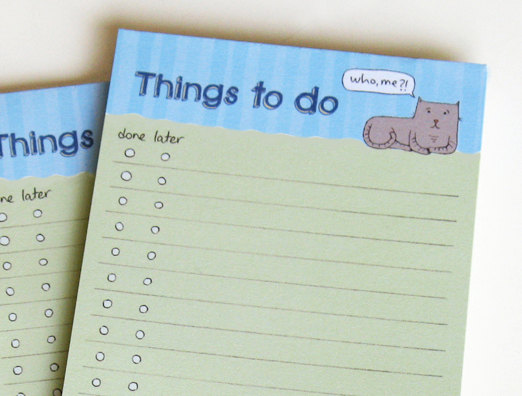 Things to do
who, me?!
done later
Things
ne later